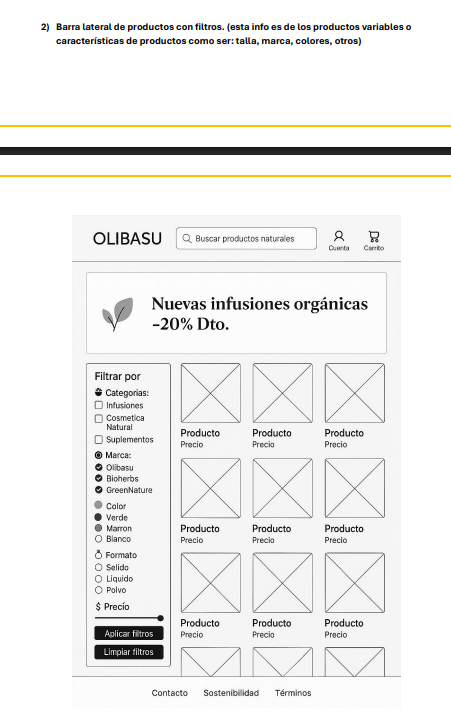 2) Barra lateral de productos con filtros. (esta info es de los productos variables o
características de productos como ser: talla, marca, colores, otros)
OLIBASU
Buscar productos naturales
Cuenta
Carrito
Nuevas infusiones orgánicas
–20% Dto.
Filtrar por
Categorias:
Infusiones
Cosmetica
Natural
Suplementos
Marca:
Olibasu
Bioherbs
GreenNature
Color
Verde
Marron
Blanco
Formato
Selido
Liquido
Polvo
$ Precío
Aplicar filtros
Limpiar filtros
Producto Producto Producto
Precio Precio Precio
Producto Producto Producto
Precio Precio Precio
Producto Producto Producto
Precio Precio Precio
Contacto Sostenibilidad Términos